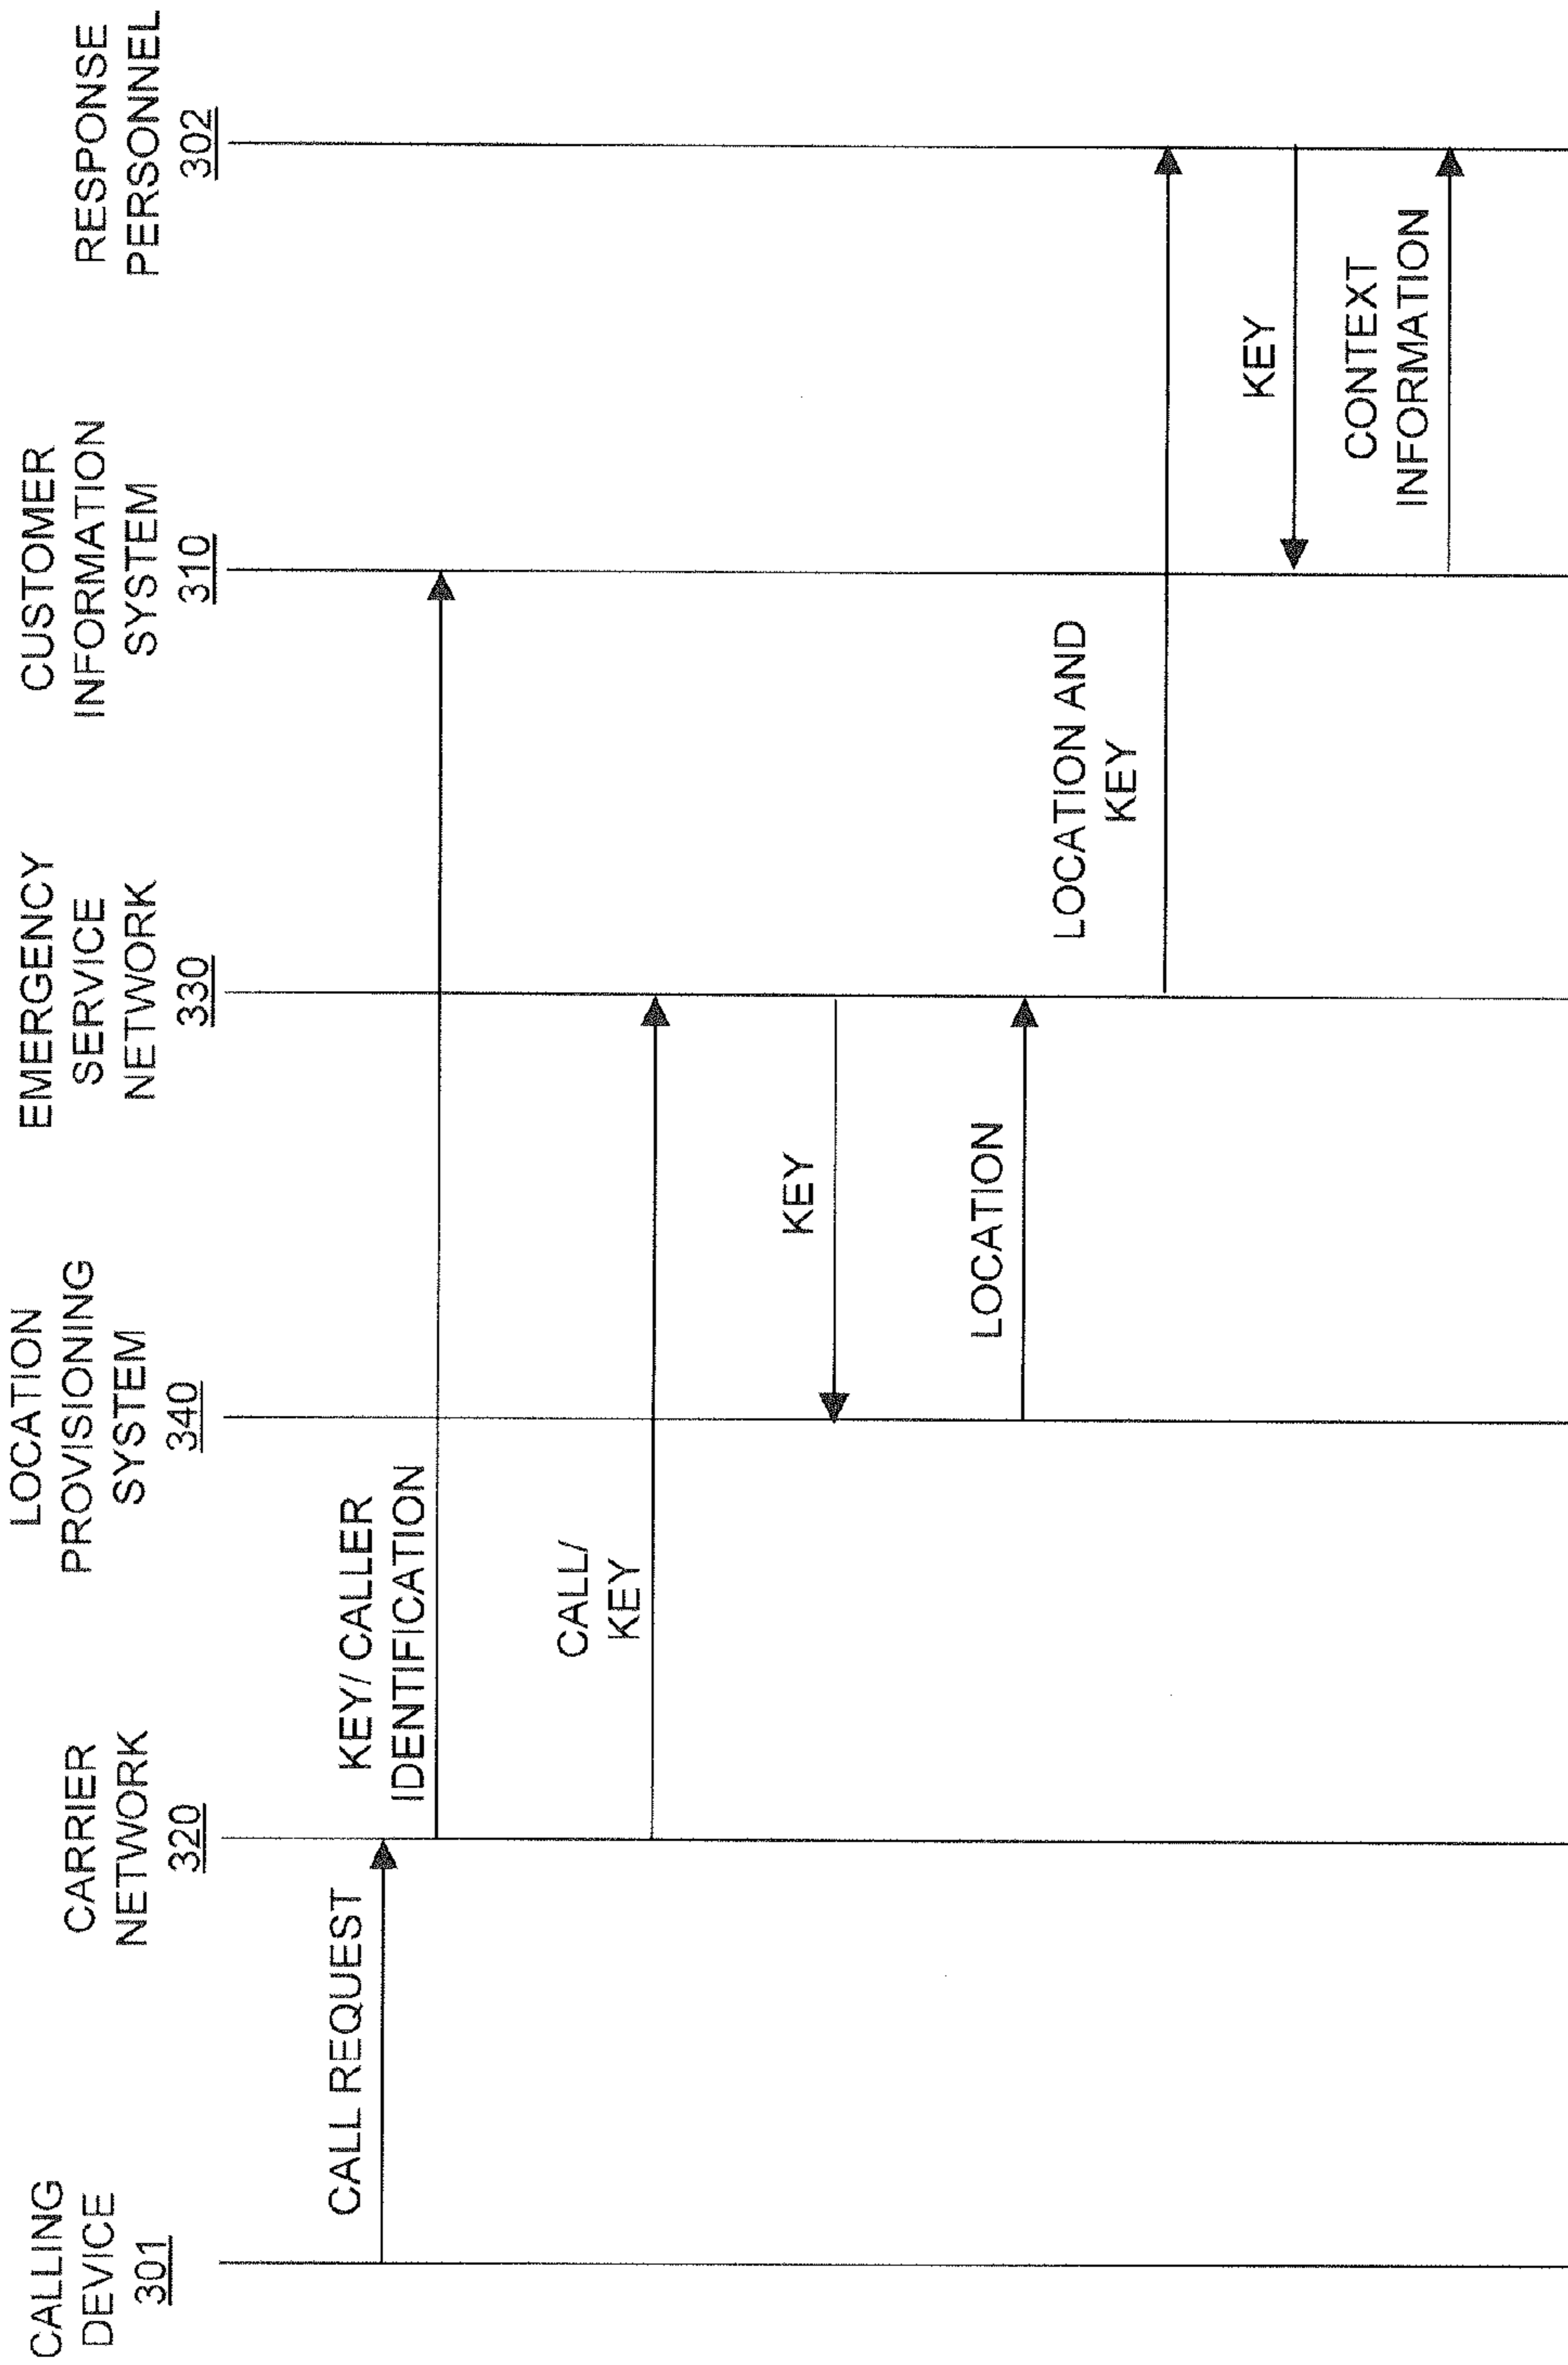 CALLING
DEVICE
301
CARRIER
NETWORK
320
LOCATION
PROVISIONING
SYSTEM
340
EMERGENCY
SERVICE
NETWORK
330
CUSTOMER
INFORMATION
SYSTEM
310
RESPONSE
PERSONNEL
302
CALL REQUEST
KEY/ CALLER
IDENTIFICATION
CALL/
KEY
KEY
LOCATION
LOCATION AND
KEY
KEY
CONTEXT
INFORMATION